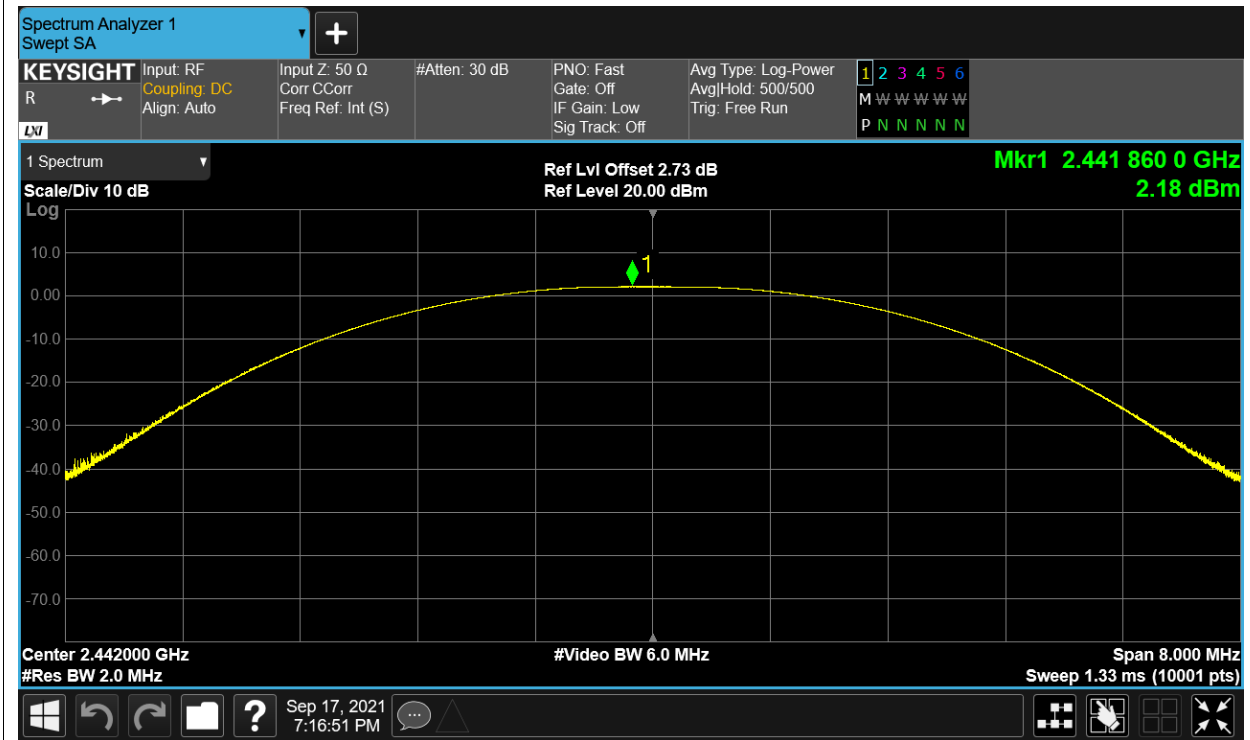 Spectrum Analyzer 1
Swept SA
KEYSIGHT
R
LXI
Input: RF
Coupling: DC
Align: Auto
Input Z: 50 Ω
Corr CCorr
Freq Ref: Int (S)
#Atten: 30 dB
PNO: Fast
Gate: Off
IF Gain: Low
Sig Track: Off
Avg Type: Log-Power
Avg|Hold: 500/500
Trig: Free Run
1 2 3 4 5 6
M W W W W W
P N N N N N
1 Spectrum
Scale/Div 10 dB
Log
Ref Lvl Offset 2.73 dB
Ref Level 20.00 dBm
Mkr1 2.441 860 0 GHz
2.18 dBm
1
10.0
0.00
-10.0
-20.0
-30.0
-40.0
-50.0
-60.0
-70.0
Center 2.442000 GHz
#Res BW 2.0 MHz
#Video BW 6.0 MHz
Span 8.000 MHz
Sweep 1.33 ms (10001 pts)
?
Sep 17, 2021
7:16:51 PM